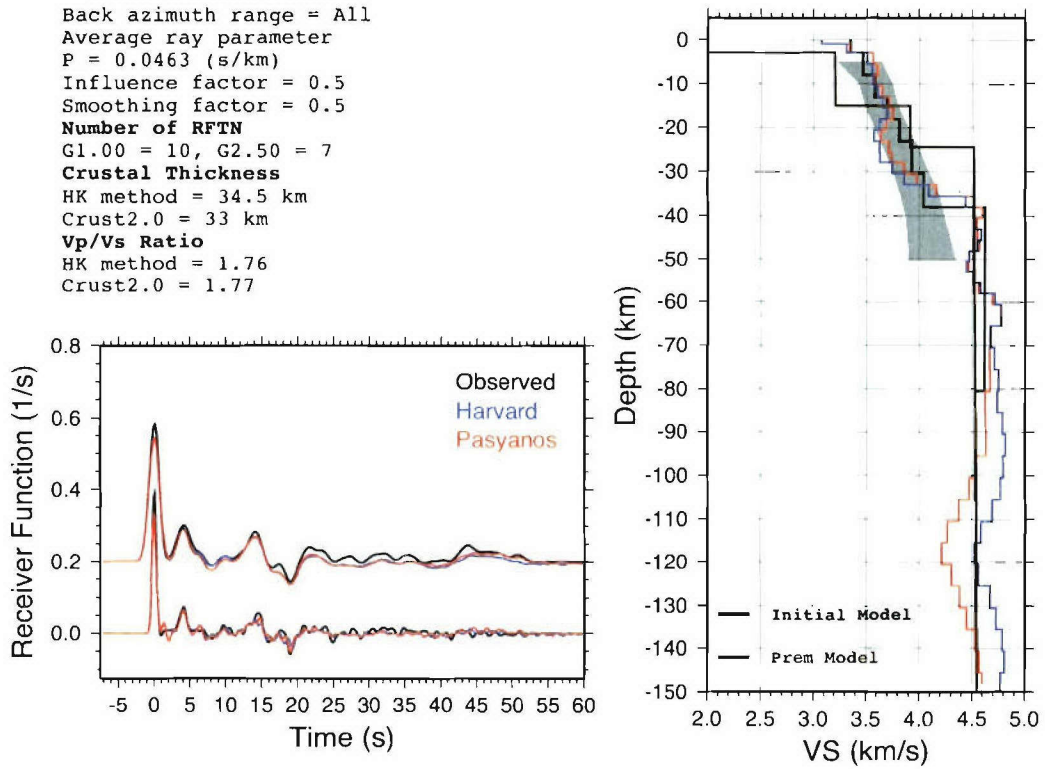 Back azimuth range = All
Average ray parameter
P = 0.0463 (s/km)
Influence factor = 0.5
Smoothing factor = 0.5
Number of RFTN
G1.00 = 10, G2.50 = 7
Crustal Thickness
HK method = 34.5 km
Crust2.0 = 33 km
Vp/Vs Ratio
HK method = 1.76
Crust2.0 = 1.77
Receiver Function (1/s)
0.8
0.6
0.4
0.2
0.0
Observed
Harvard
Pasyanos
-5 0 5 10 15 20 25 30 35 40 45 50 55 60
Time (s)
Depth (km)
0
-10
-20
-30
-40
-50
-60
-70
-80
-90
-100
-110
-120
-130
-140
-150
Initial Model
Prem Model
2.0 2.5 3.0 3.5 4.0 4.5 5.0
VS (km/s)